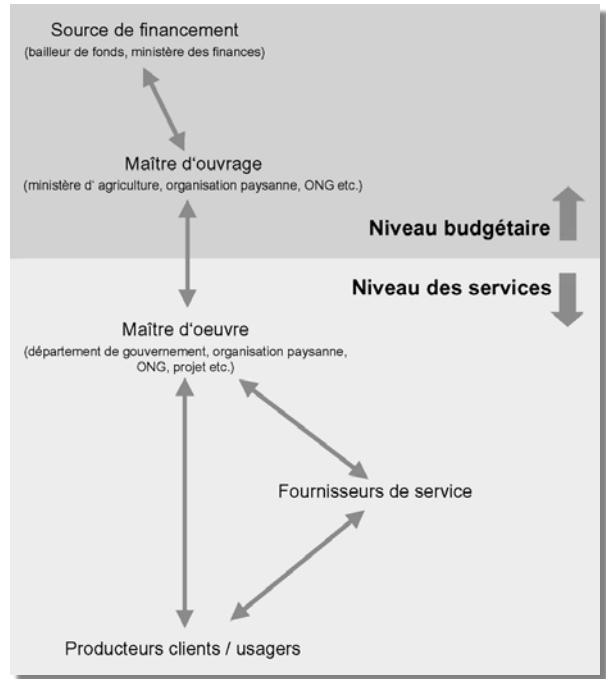 Source de financement
(bailleur de fonds, ministère des finances)
Maître d'ouvrage
(ministère d' agriculture, organisation paysanne, ONG etc.)
Niveau budgétaire
Niveau des services
Maître d'oeuvre
(département de gouvernement, organisation paysanne,
ONG, projet etc.)
Fournisseurs de service
Producteurs clients / usagers